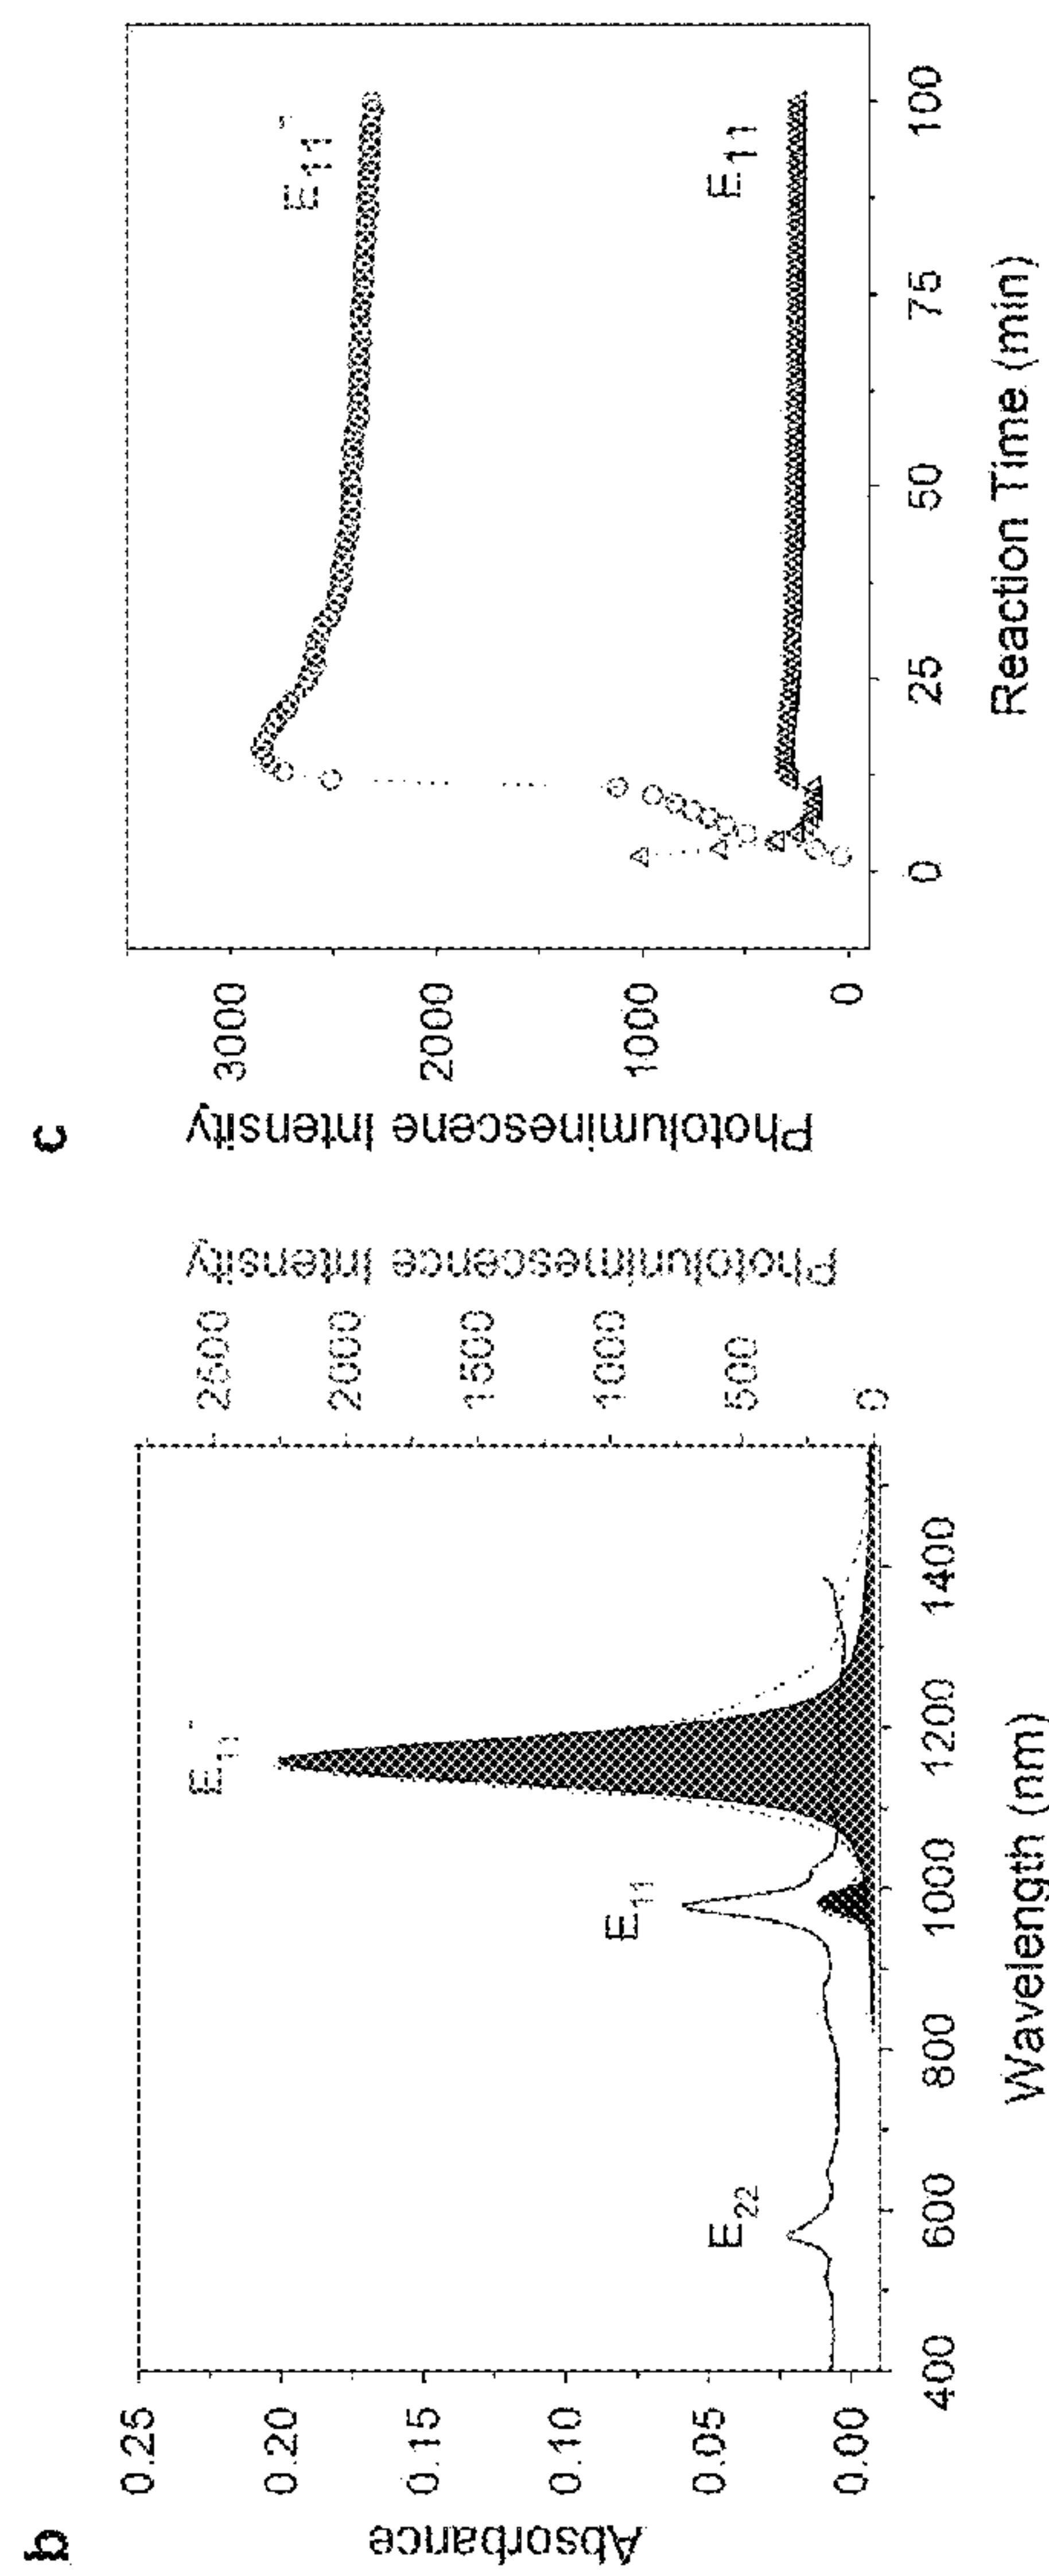 b
Absorbance
0.25
0.20
0.15
0.10
0.05
0.00
E22
E11
E11-
2500
2000
1500
1000
500
0
Photoluminescence Intensity
400
600
800
1000
1200
1400
Wavelength (nm)
c
Photoluminescene Intensity
3000
2000
1000
0
E11-
E11
0
25
50
75
100
Reaction Time (min)